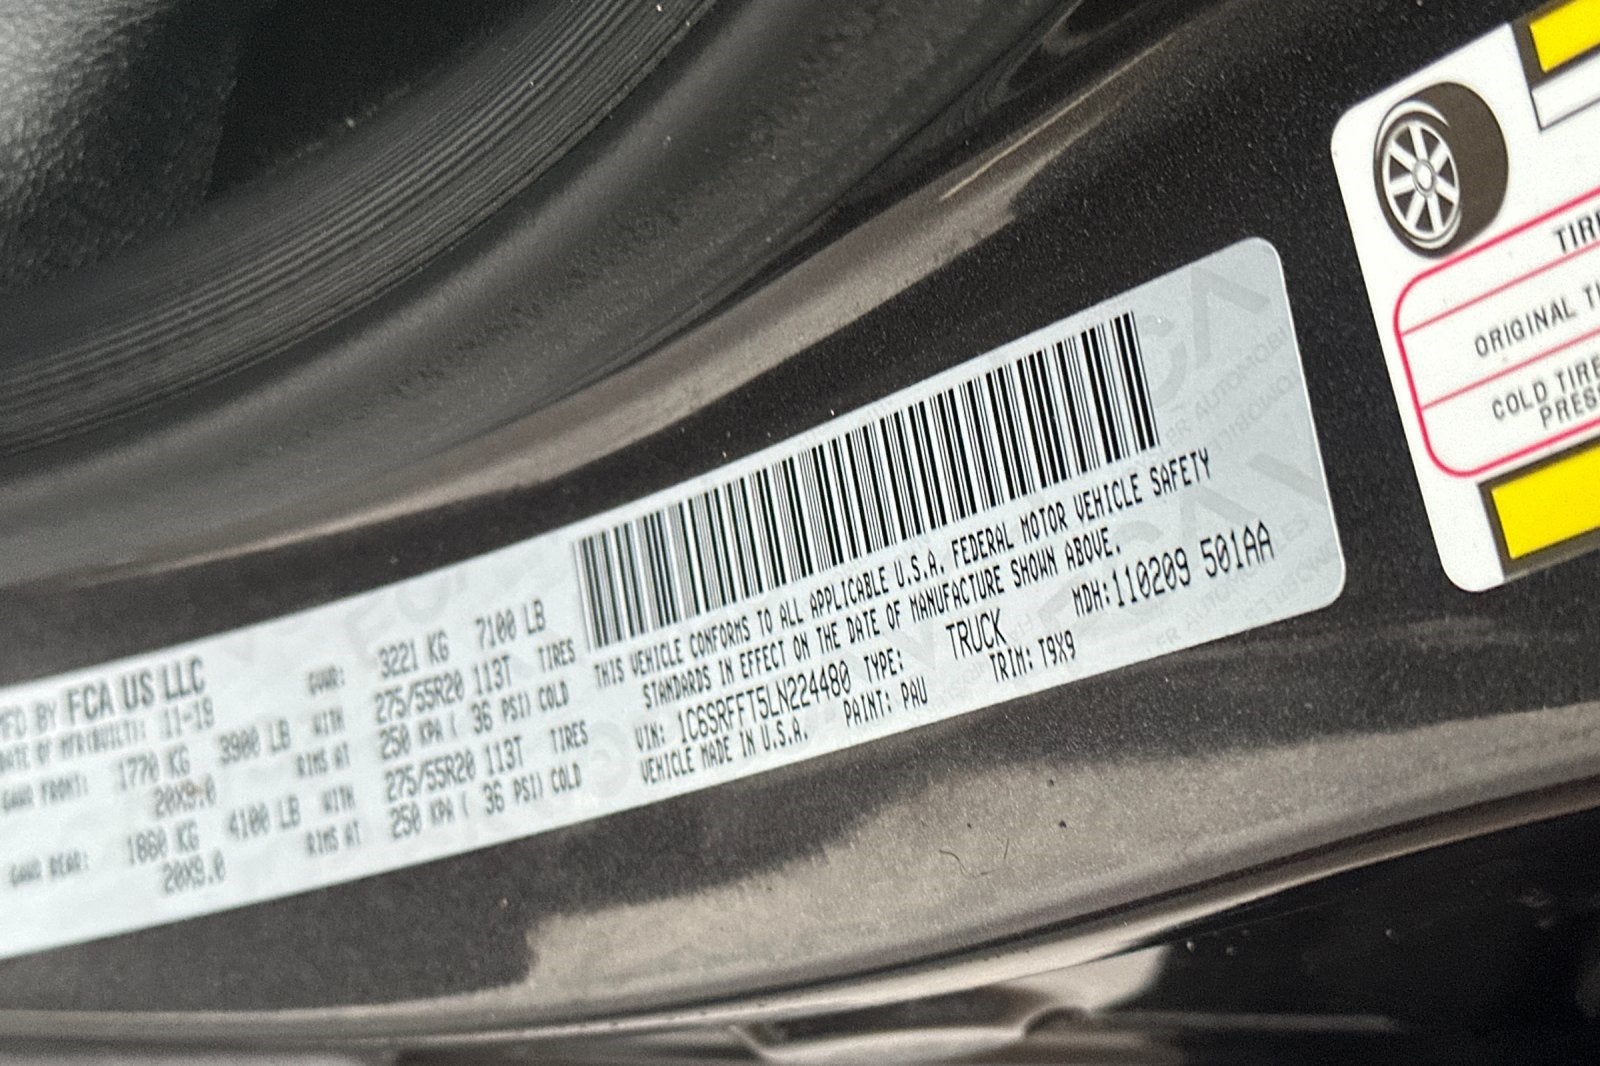 MFD BY FCA US LLC
DATE OF MFR(BUILT): 11-19 GVWR: 3221 KG 7100 LB
GAWR FRONT: 1770 KG 3900 LB WITH 275/55R20 113T TIRES
20X9.0 RIMS AT 250 KPA ( 36 PSI) COLD
GAWR REAR: 1860 KG 4100 LB WITH 275/55R20 113T TIRES
20X9.0 RIMS AT 250 KPA ( 36 PSI) COLD
THIS VEHICLE CONFORMS TO ALL APPLICABLE U.S.A. FEDERAL MOTOR VEHICLE SAFETY
STANDARDS IN EFFECT ON THE DATE OF MANUFACTURE SHOWN ABOVE.
VIN: 1C6SRFFT5LN224480 TYPE: TRUCK MDH:110209 501AA
VEHICLE MADE IN U.S.A. PAINT: PAU TRIM: T9X9
ORIGINAL
COLD TIRE